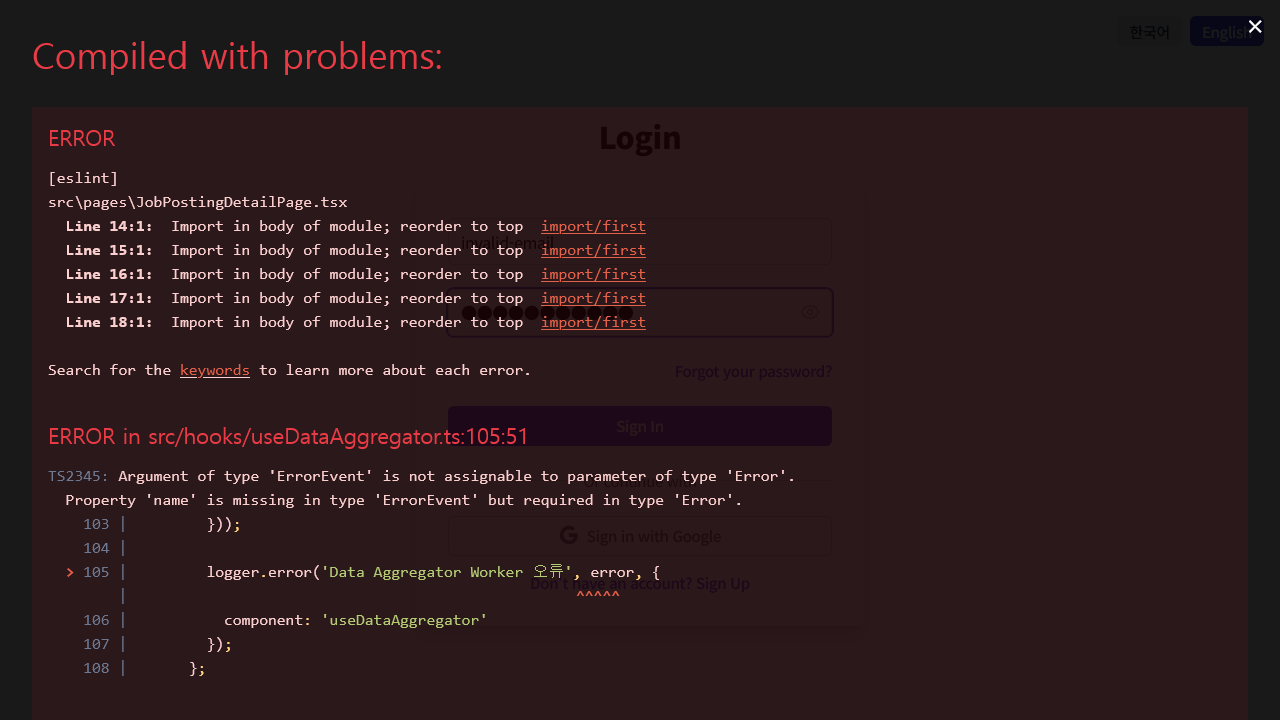 한국어
English
×
Compiled with problems:
Login
ERROR
[eslint]
src\pages\JobPostingDetailPage.tsx
Line 14:1:  Import in body of module; reorder to top  import/first
invalid-email
Line 15:1:  Import in body of module; reorder to top  import/first
Line 16:1:  Import in body of module; reorder to top  import/first
Line 17:1:  Import in body of module; reorder to top  import/first
Line 18:1:  Import in body of module; reorder to top  import/first
Search for the keywords to learn more about each error.
Forgot your password?
Sign In
ERROR in src/hooks/useDataAggregator.ts:105:51
TS2345: Argument of type 'ErrorEvent' is not assignable to parameter of type 'Error'.
Or continue with
Property 'name' is missing in type 'ErrorEvent' but required in type 'Error'.
103 |         }));
Sign in with Google
104 |
> 105 |         logger.error('Data Aggregator Worker 오류', error, {
Don't have an account? Sign Up
|                                                   ^^^^^
106 |           component: 'useDataAggregator'
107 |         });
108 |       };